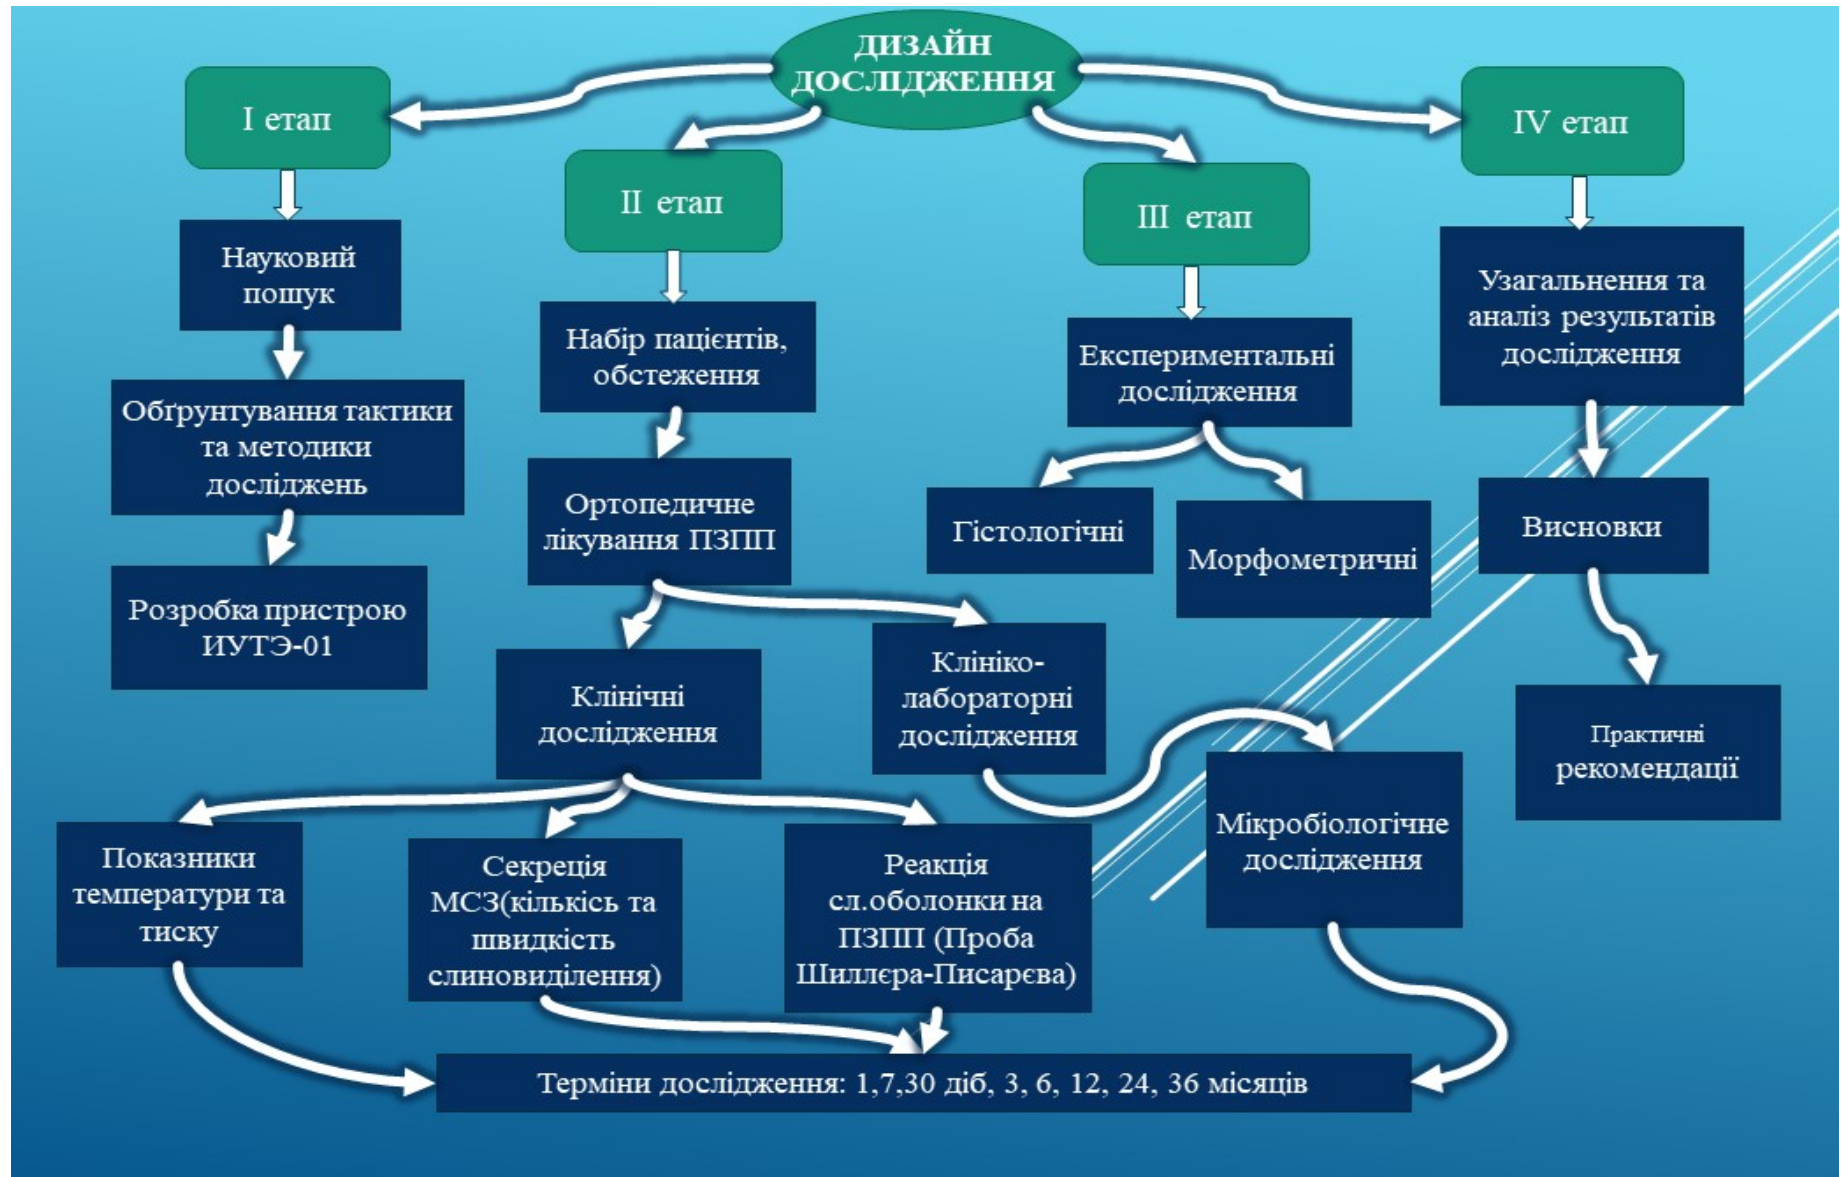 ДИЗАЙН
ДОСЛІДЖЕННЯ
І етап
Науковий
пошук
Обґрунтування тактики
та методики
досліджень
Розробка пристрою
ИУТЭ-01
ІІ етап
Набір пацієнтів,
обстеження
Ортопедичне
лікування ПЗПП
Клінічні
дослідження
Клініко-
лабораторні
дослідження
Показники
температури та
тиску
Секреція
МСЗ(кількісь та
швидкість
слиновиділення)
Реакція
сл.оболонки на
ПЗПП (Проба
Шиллєра-Писарєва)
Мікробіологічне
дослідження
Терміни дослідження: 1,7,30 діб, 3, 6, 12, 24, 36 місяців
ІІІ етап
Експериментальні
дослідження
Гістологічні
Морфометричні
IV етап
Узагальнення та
аналіз результатів
дослідження
Висновки
Практичні
рекомендації